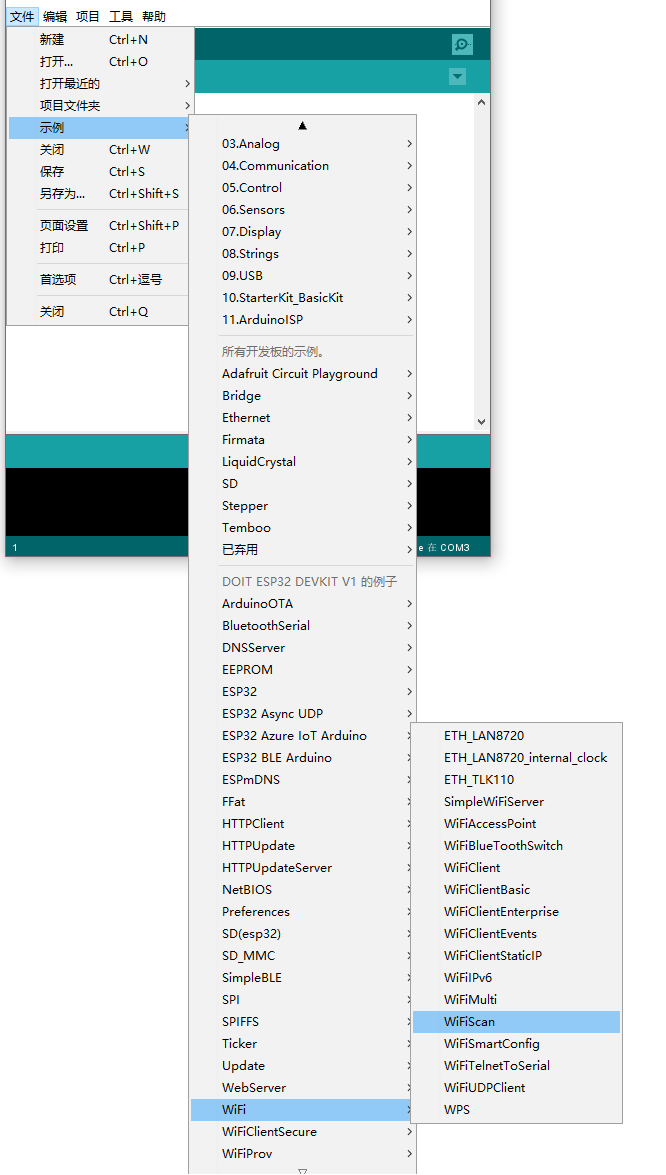 文件 编辑 项目 工具 帮助
新建 Ctrl+N
打开... Ctrl+O
打开最近的
项目文件夹
示例
关闭 Ctrl+W
保存 Ctrl+S
另存为... Ctrl+Shift+S
页面设置 Ctrl+Shift+P
打印 Ctrl+P
首选项 Ctrl+逗号
关闭 Ctrl+Q
03.Analog
04.Communication
05.Control
06.Sensors
07.Display
08.Strings
09.USB
10.StarterKit_BasicKit
11.ArduinoISP
所有开发板的示例。
Adafruit Circuit Playground
Bridge
Ethernet
Firmata
LiquidCrystal
SD
Stepper
Temboo
已弃用
1 e 在 COM3
DOIT ESP32 DEVKIT V1 的例子
ArduinoOTA
BluetoothSerial
DNSServer
EEPROM
ESP32
ESP32 Async UDP
ESP32 Azure IoT Arduino
ESP32 BLE Arduino
ESPmDNS
FFat
HTTPClient
HTTPUpdate
HTTPUpdateServer
NetBIOS
Preferences
SD(esp32)
SD_MMC
SimpleBLE
SPI
SPIFFS
Ticker
Update
WebServer
WiFi
WiFiClientSecure
WiFiProv
ETH_LAN8720
ETH_LAN8720_internal_clock
ETH_TLK110
SimpleWiFiServer
WiFiAccessPoint
WiFiBlueToothSwitch
WiFiClient
WiFiClientBasic
WiFiClientEnterprise
WiFiClientEvents
WiFiClientStaticIP
WiFiIPv6
WiFiMulti
WiFiScan
WiFiSmartConfig
WiFiTelnetToSerial
WiFiUDPClient
WPS